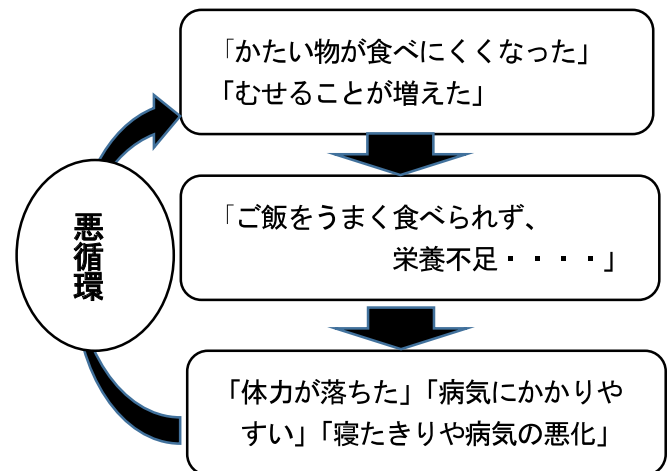 「かたい物が食べにくくなった」
「むせることが増えた」
悪循環
「ご飯をうまく食べられず、
栄養不足・・・・」
「体力が落ちた」「病気にかかりや
すい」「寝たきりや病気の悪化」